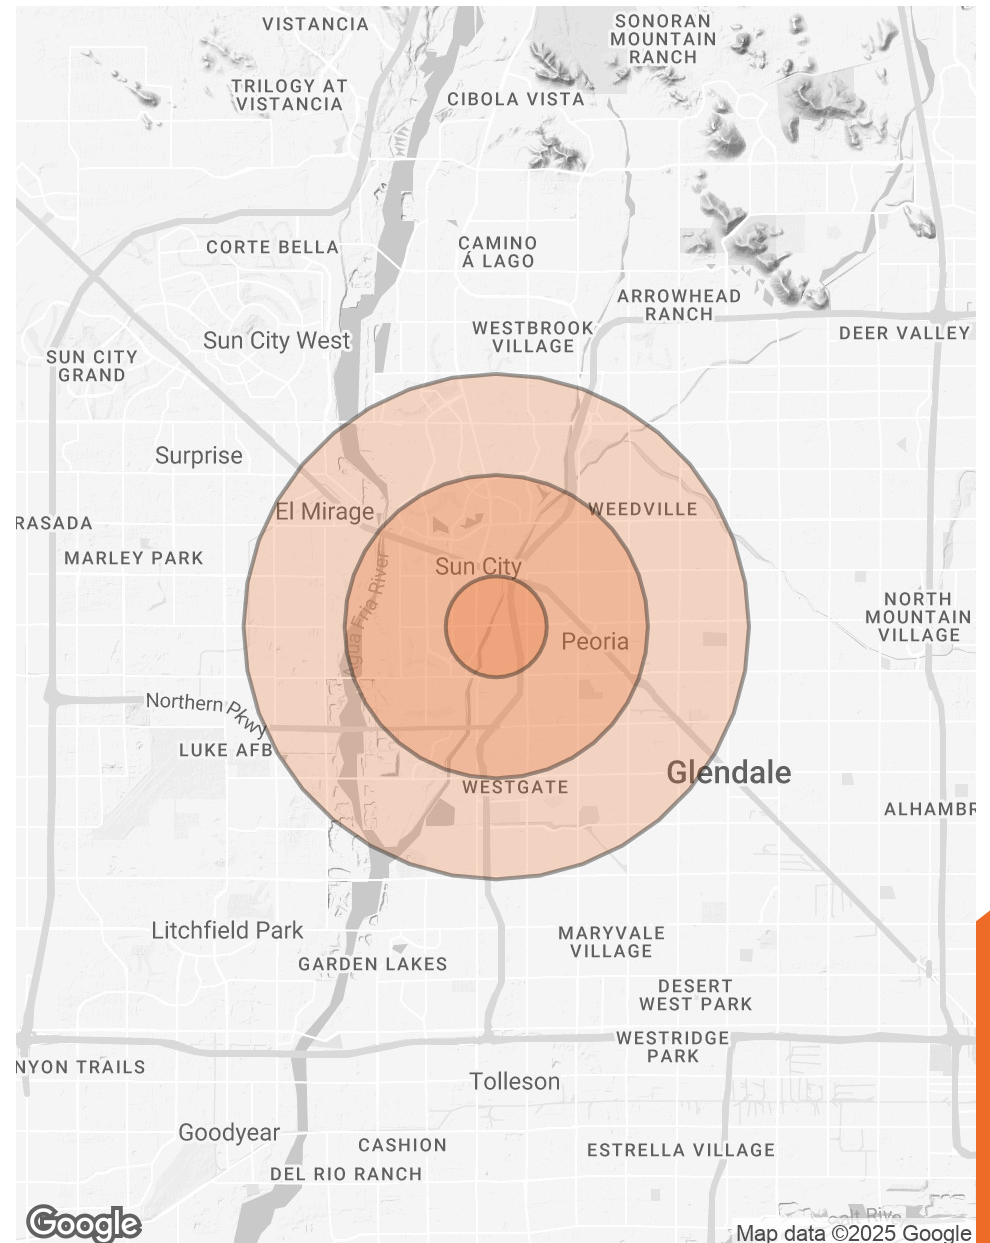 VISTANCIA
SONORAN
MOUNTAIN
RANCH
TRILOGY AT
VISTANCIA
CIBOLA VISTA
CORTE BELLA
CAMINO
Á LAGO
ARROWHEAD
RANCH
Sun City West
WESTBROOK
VILLAGE
DEER VALLEY
SUN CITY
GRAND
Surprise
El Mirage
WEEDVILLE
RASADA
MARLEY PARK
Sun City
Agua Fria River
NORTH
MOUNTAIN
VILLAGE
Peoria
Northern Pkwy
LUKE AFB
Glendale
WESTGATE
ALHAMBR
Litchfield Park
MARYVALE
VILLAGE
GARDEN LAKES
DESERT
WEST PARK
WESTRIDGE
PARK
NYON TRAILS
Tolleson
Goodyear
CASHION
ESTRELLA VILLAGE
DEL RIO RANCH
Google
Map data ©2025 Google